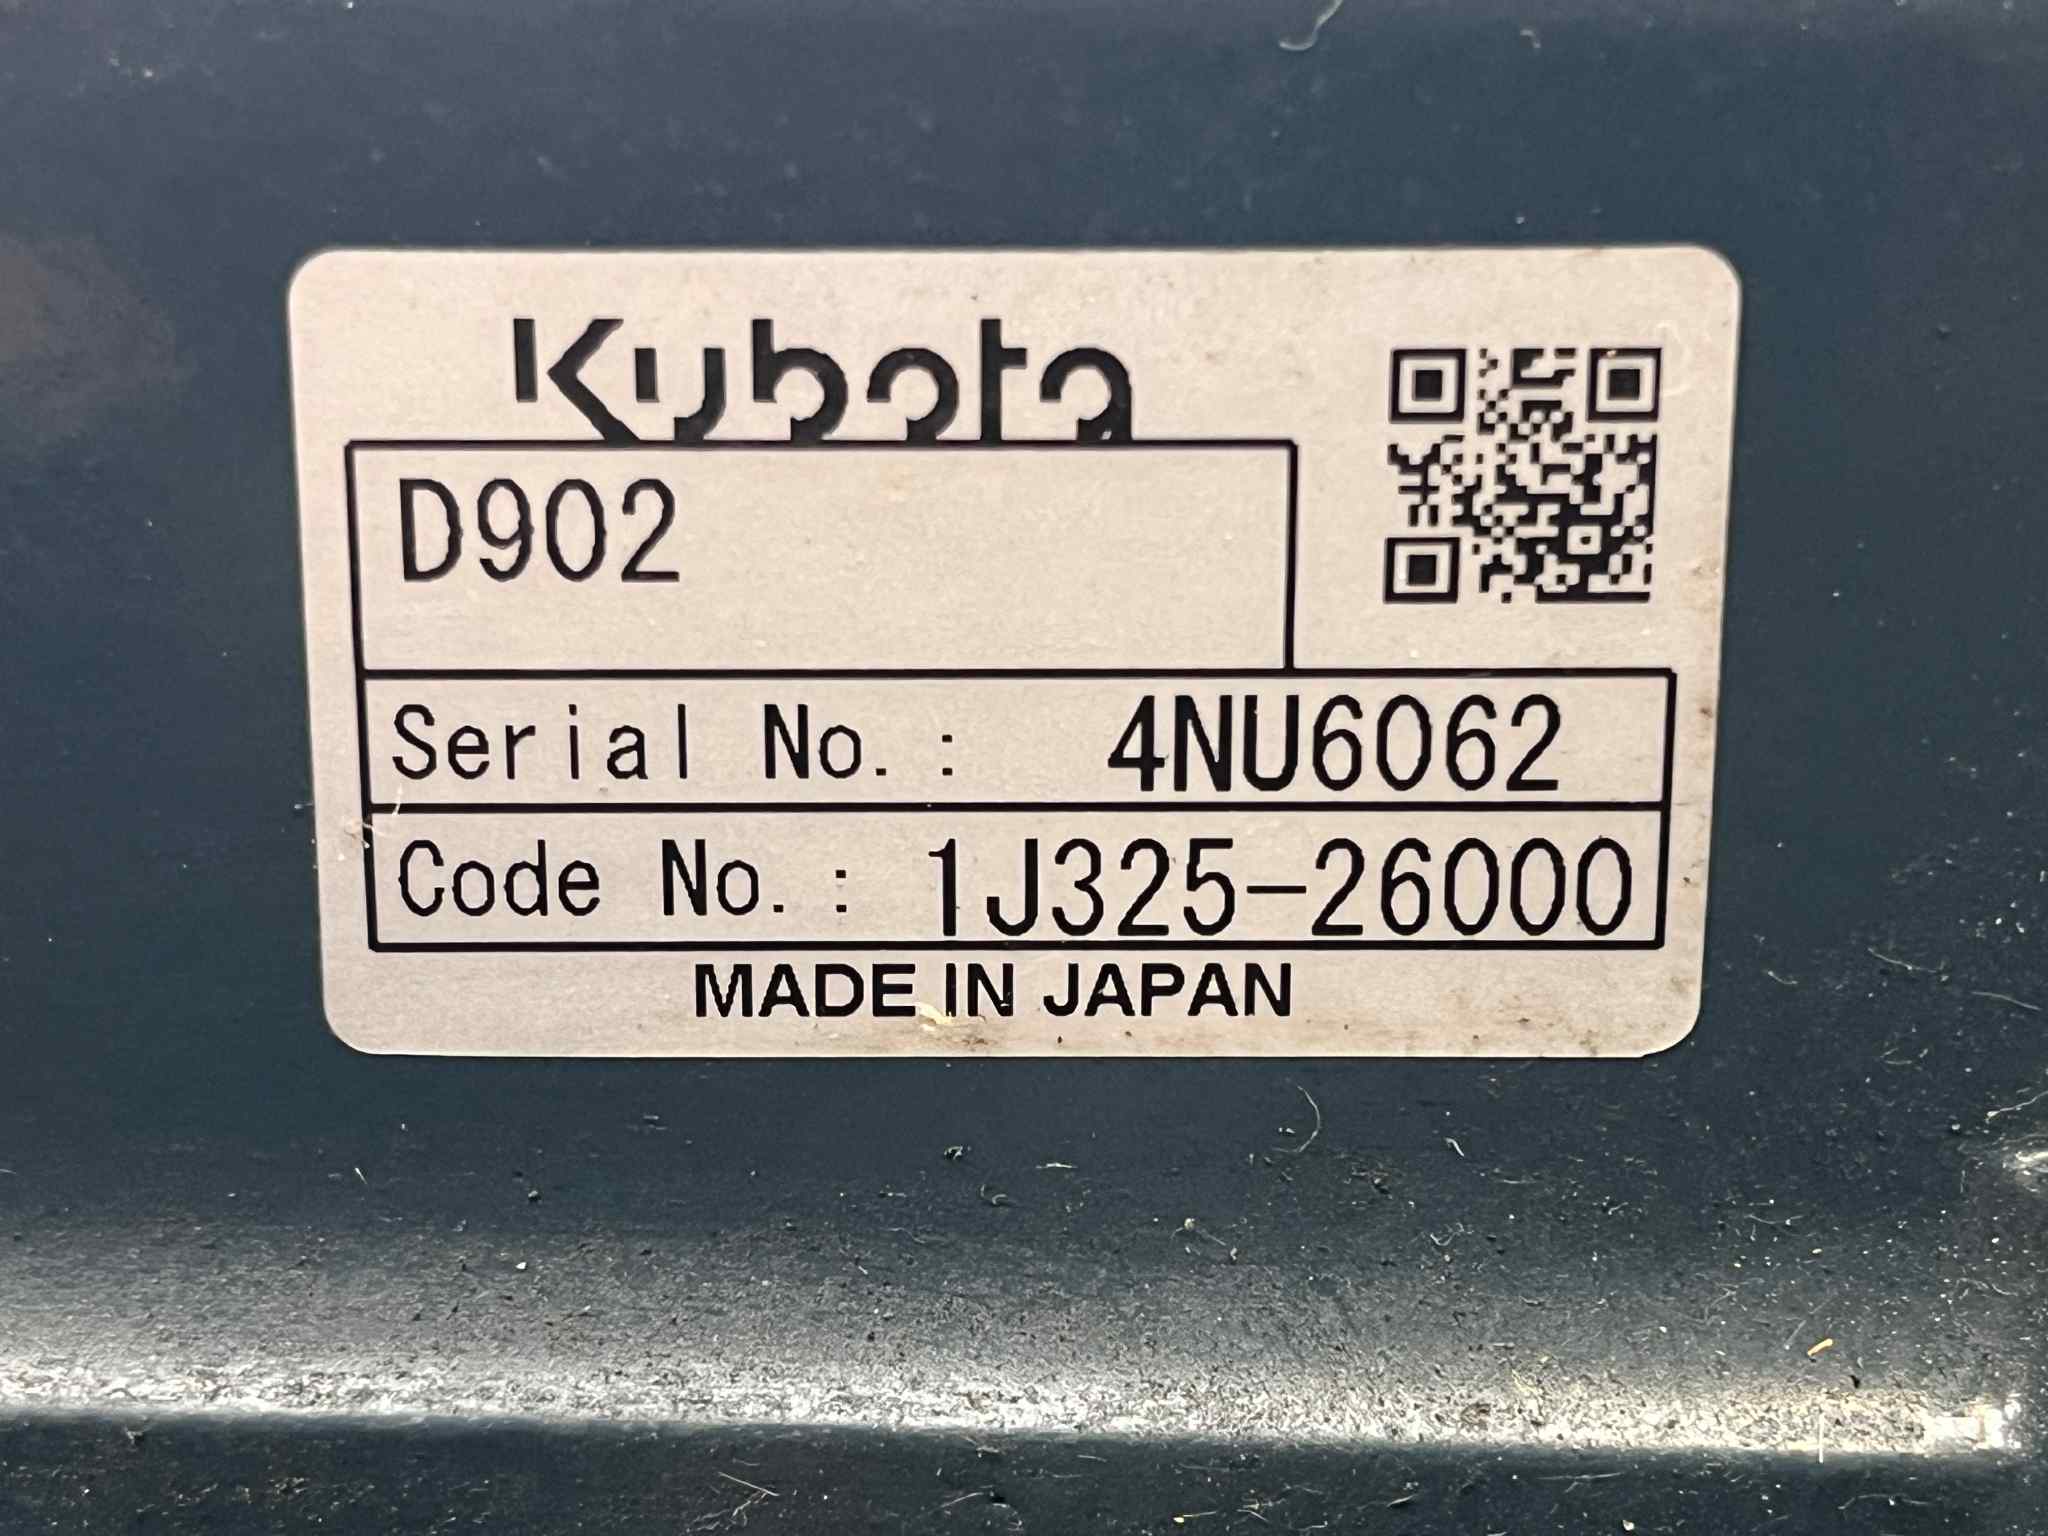 Kubota
D902
Serial No.: 4NU6062
Code No.: 1J325-26000
MADE IN JAPAN